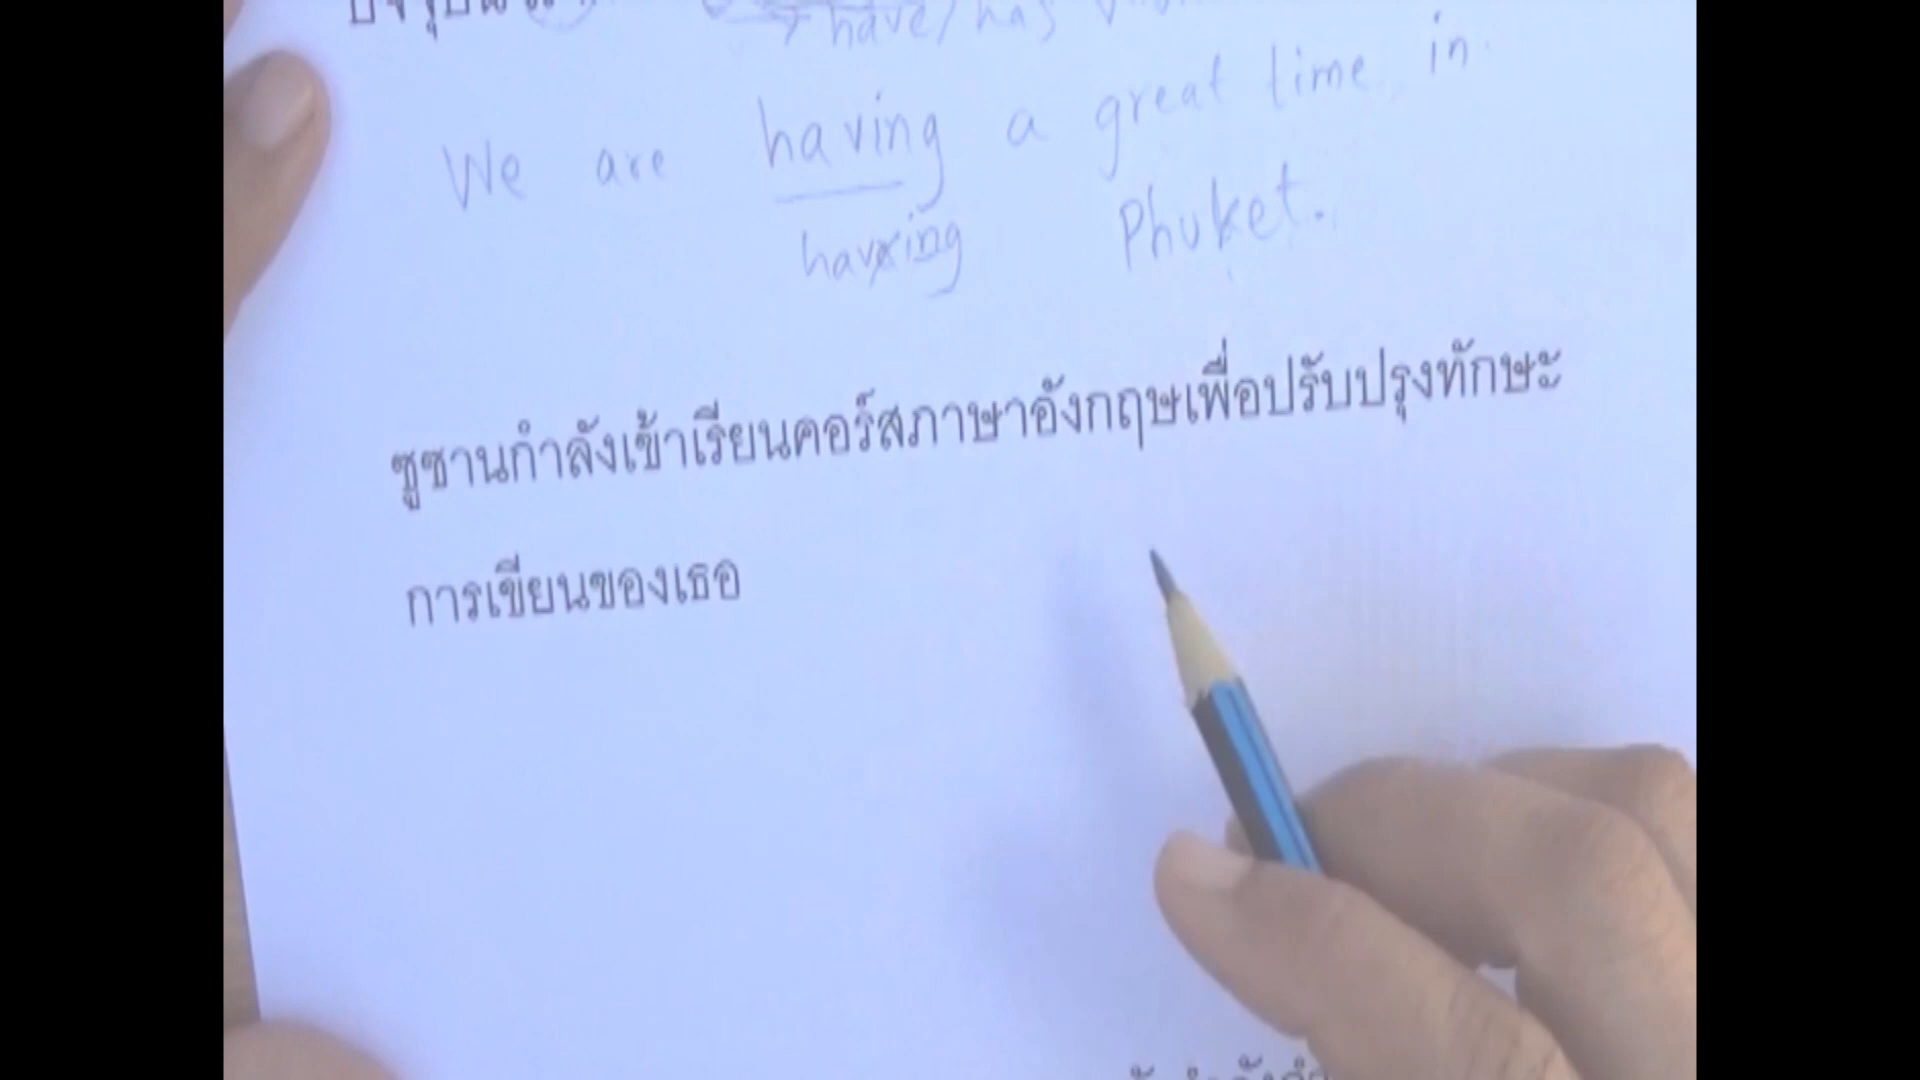 have/has
We are having a great time in
having Phuket.
ซูซานกำลังเข้าเรียนคอร์สภาษาอังกฤษเพื่อปรับปรุงทักษะ
การเขียนของเธอ